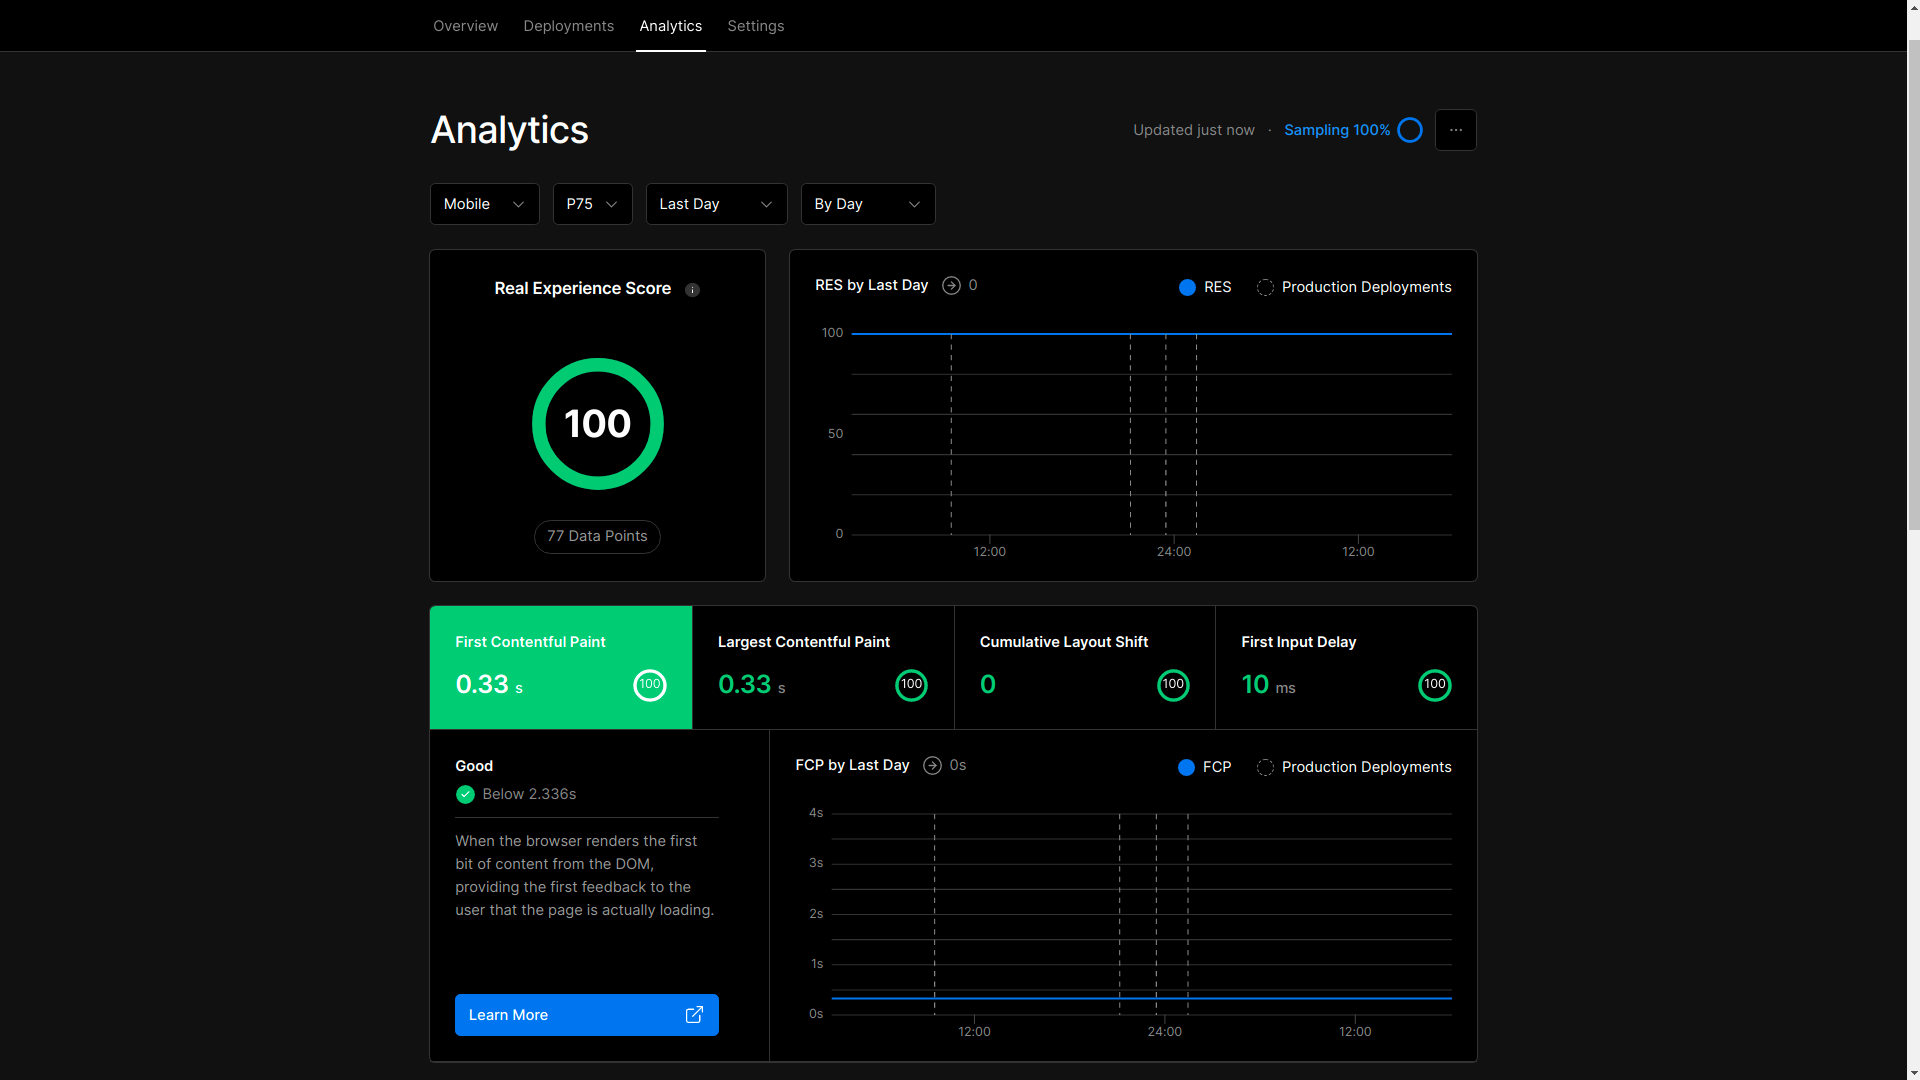 Overview Deployments Analytics Settings
Analytics
Updated just now · Sampling 100%
Mobile P75 Last Day By Day
Real Experience Score
100
77 Data Points
RES by Last Day 0
RES Production Deployments
100
50
0
12:00 24:00 12:00
First Contentful Paint
0.33 s 100
Largest Contentful Paint
0.33 s 100
Cumulative Layout Shift
0 100
First Input Delay
10 ms 100
Good
Below 2.336s
When the browser renders the first
bit of content from the DOM,
providing the first feedback to the
user that the page is actually loading.
Learn More
FCP by Last Day 0s
FCP Production Deployments
4s
3s
2s
1s
0s
12:00 24:00 12:00